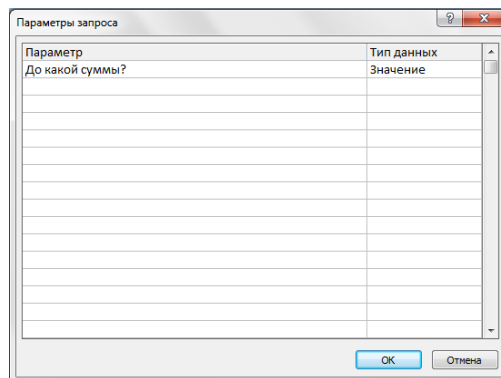 Параметры запроса
Параметр Тип данных
До какой суммы? Значение
ОК Отмена